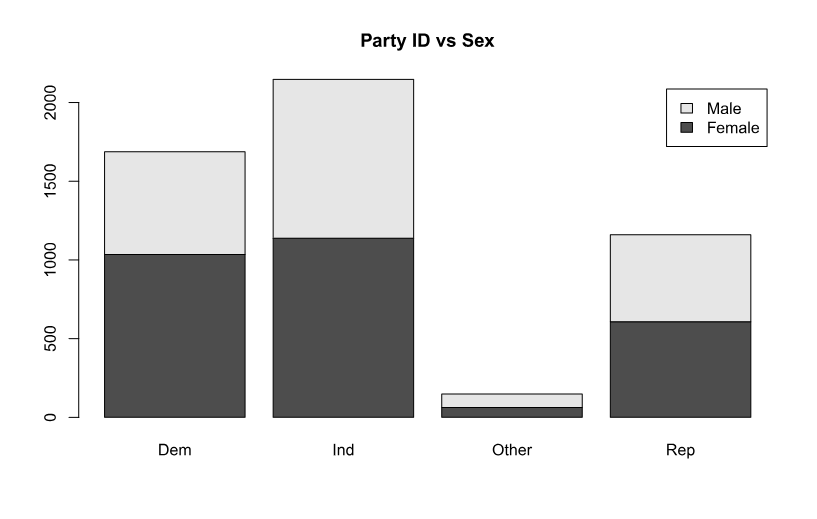 Party ID vs Sex
2000
1500
1000
500
0
Male
Female
Dem Ind Other Rep